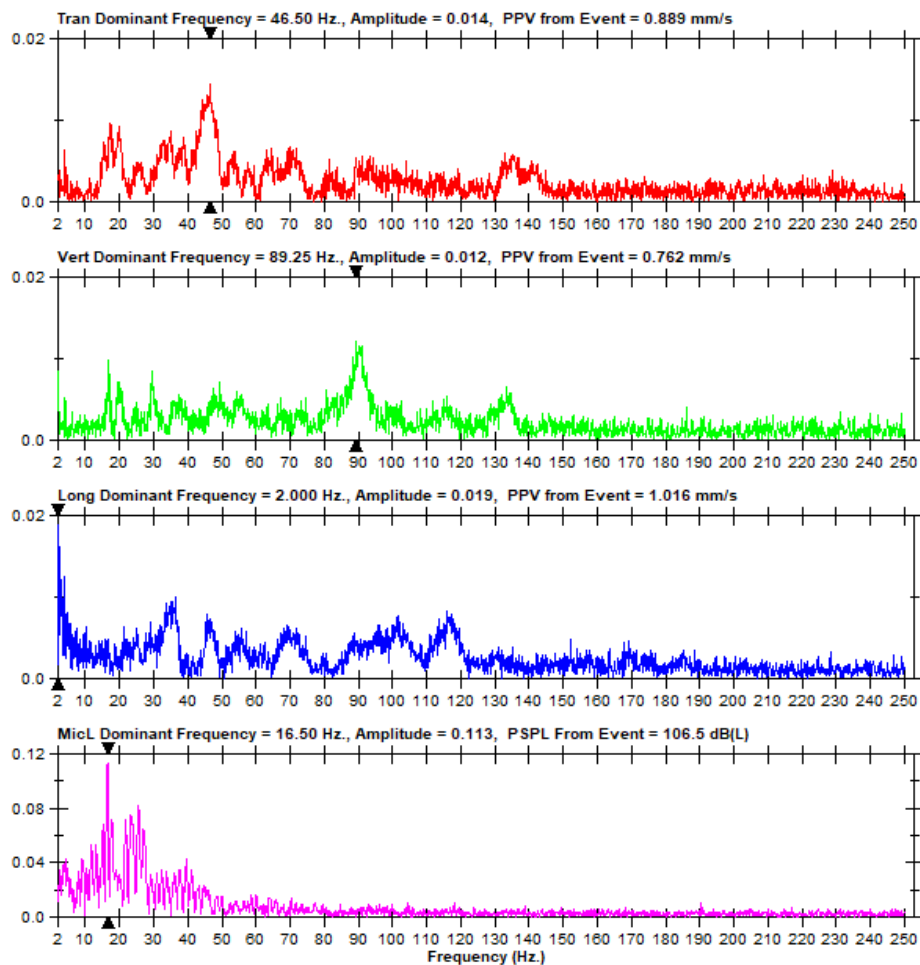 Tran Dominant Frequency = 46.50 Hz., Amplitude = 0.014, PPV from Event = 0.889 mm/s
0.02
0.0
2 10 20 30 40 50 60 70 80 90 100 110 120 130 140 150 160 170 180 190 200 210 220 230 240 250
Vert Dominant Frequency = 89.25 Hz., Amplitude = 0.012, PPV from Event = 0.762 mm/s
0.02
0.0
2 10 20 30 40 50 60 70 80 90 100 110 120 130 140 150 160 170 180 190 200 210 220 230 240 250
Long Dominant Frequency = 2.000 Hz., Amplitude = 0.019, PPV from Event = 1.016 mm/s
0.02
0.0
2 10 20 30 40 50 60 70 80 90 100 110 120 130 140 150 160 170 180 190 200 210 220 230 240 250
MicL Dominant Frequency = 16.50 Hz., Amplitude = 0.113, PSPL From Event = 106.5 dB(L)
0.12
0.08
0.04
0.0
2 10 20 30 40 50 60 70 80 90 100 110 120 130 140 150 160 170 180 190 200 210 220 230 240 250
Frequency (Hz.)